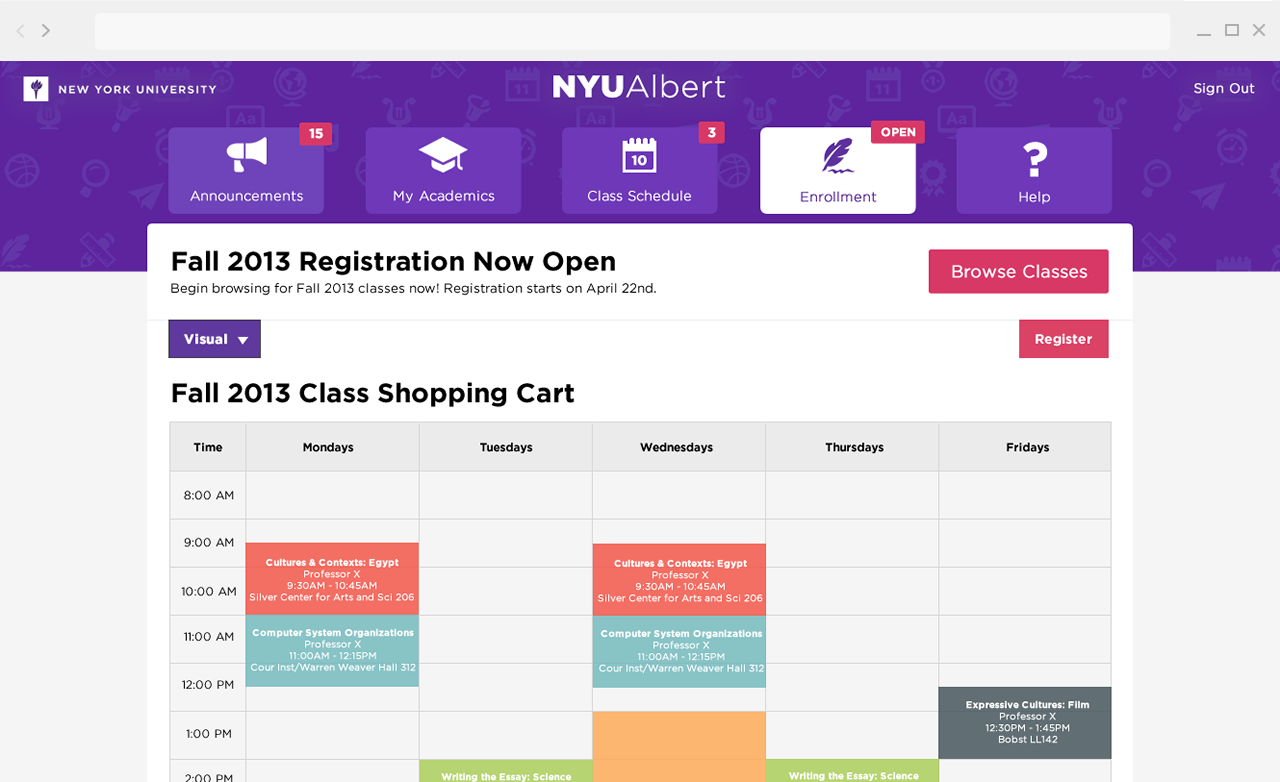 NEW YORK UNIVERSITY
NYUAlbert
Sign Out
11
11
Aa
Aa
Aa
15
Announcements
My Academics
3
10
Class Schedule
OPEN
Enrollment
?
Help
Fall 2013 Registration Now Open
Begin browsing for Fall 2013 classes now! Registration starts on April 22nd.
Browse Classes
Visual
Register
Fall 2013 Class Shopping Cart
Time Mondays Tuesdays Wednesdays Thursdays Fridays
8:00 AM
9:00 AM
10:00 AM
11:00 AM
12:00 PM
1:00 PM
2:00 PM
Cultures & Contexts: Egypt
Professor X
9:30AM - 10:45AM
Silver Center for Arts and Sci 206
Computer System Organizations
Professor X
11:00AM - 12:15PM
Cour Inst/Warren Weaver Hall 312
Writing the Essay: Science
Cultures & Contexts: Egypt
Professor X
9:30AM - 10:45AM
Silver Center for Arts and Sci 206
Computer System Organizations
Professor X
11:00AM - 12:15PM
Cour Inst/Warren Weaver Hall 312
Writing the Essay: Science
Expressive Cultures: Film
Professor X
12:30PM - 1:45PM
Bobst LL142